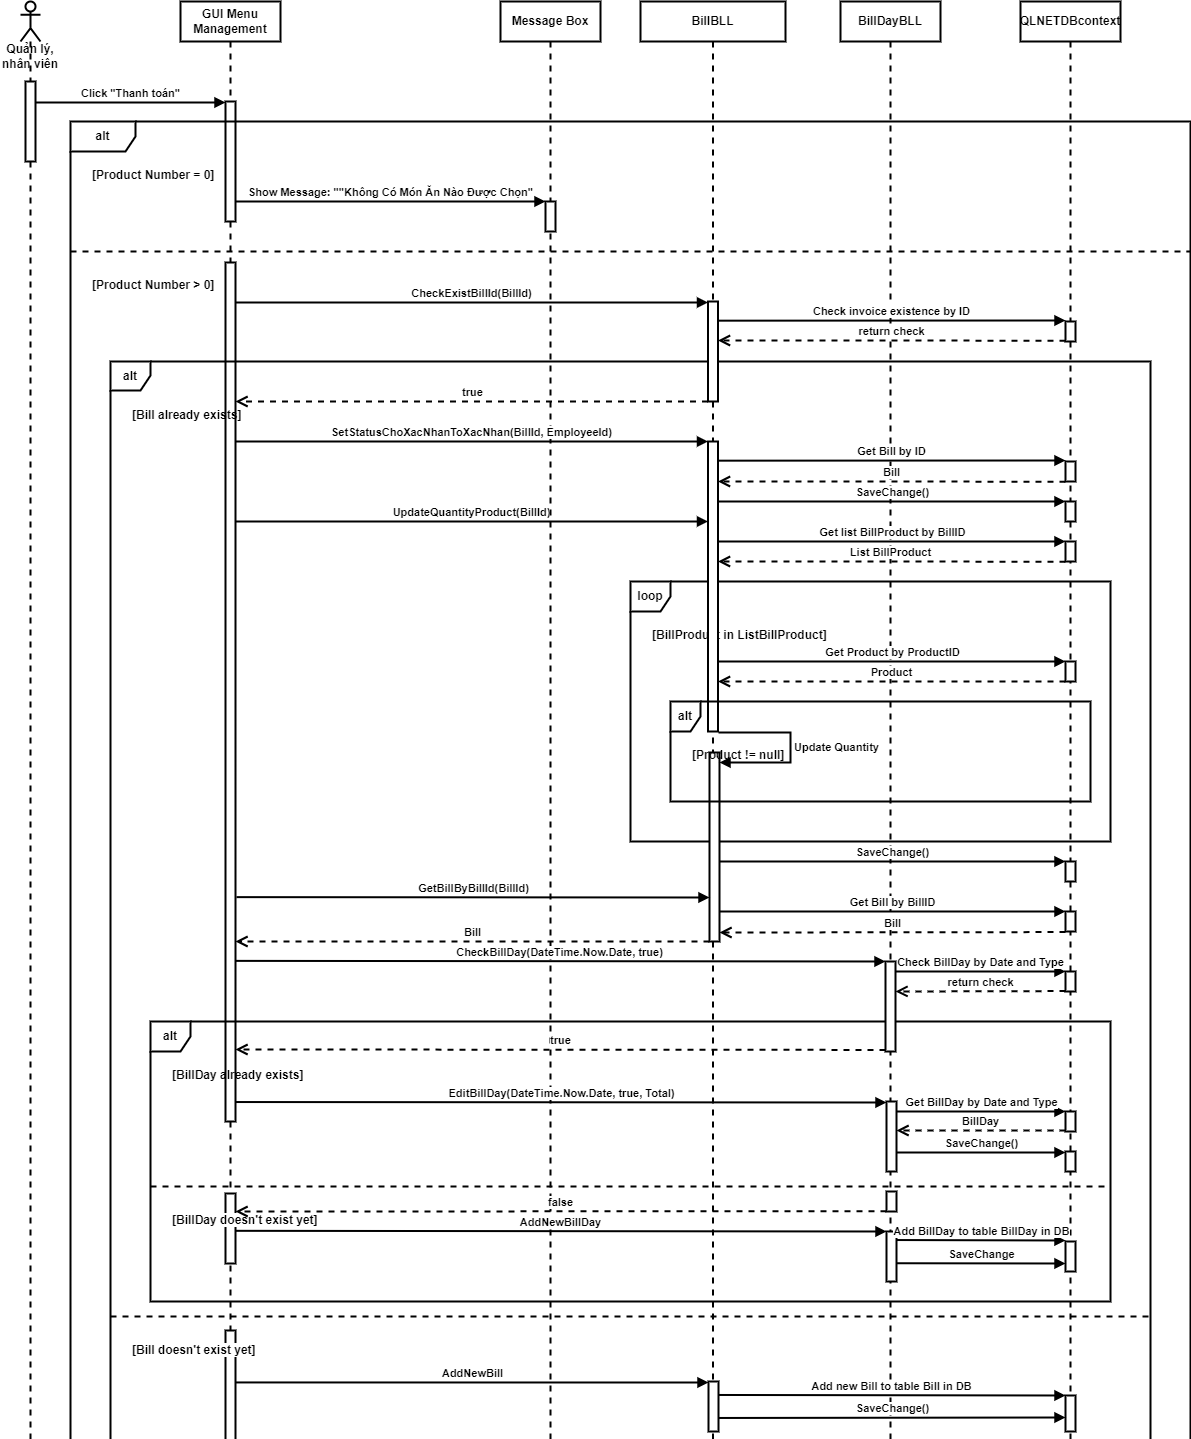 GUI Menu
Management
Message Box
BillBLL
BillDayBLL
QLNETDBcontext
Quản lý,
nhân viên
Click "Thanh toán"
alt
[Product Number = 0]
Show Message: ""Không Có Món Ăn Nào Được Chọn"
[Product Number > 0]
CheckExistBillId(BillId)
Check invoice existence by ID
return check
alt
true
[Bill already exists]
SetStatusChoXacNhanToXacNhan(BillId, EmployeeId)
Get Bill by ID
Bill
SaveChange()
UpdateQuantityProduct(BillId)
Get list BillProduct by BillID
List BillProduct
loop
[BillProduct in ListBillProduct]
Get Product by ProductID
Product
alt
Update Quantity
[Product != null]
SaveChange()
GetBillByBillId(BillId)
Get Bill by BillID
Bill
Bill
CheckBillDay(DateTime.Now.Date, true)
Check BillDay by Date and Type
return check
alt
true
[BillDay already exists]
EditBillDay(DateTime.Now.Date, true, Total)
Get BillDay by Date and Type
BillDay
SaveChange()
false
[BillDay doesn't exist yet]
AddNewBillDay
Add BillDay to table BillDay in DB
SaveChange
[Bill doesn't exist yet]
AddNewBill
Add new Bill to table Bill in DB
SaveChange()